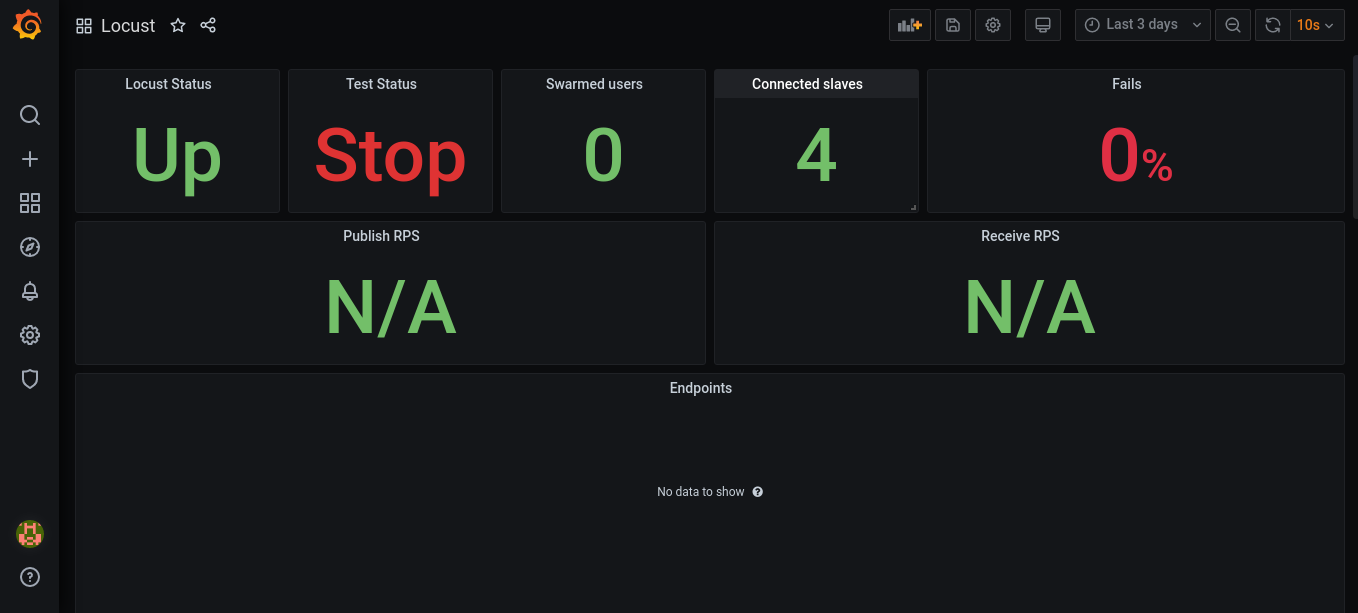 Locust
Last 3 days
10s
Locust Status
Test Status
Swarmed users
Connected slaves
Fails
Up
Stop
0
4
0%
Publish RPS
Receive RPS
N/A
N/A
Endpoints
No data to show